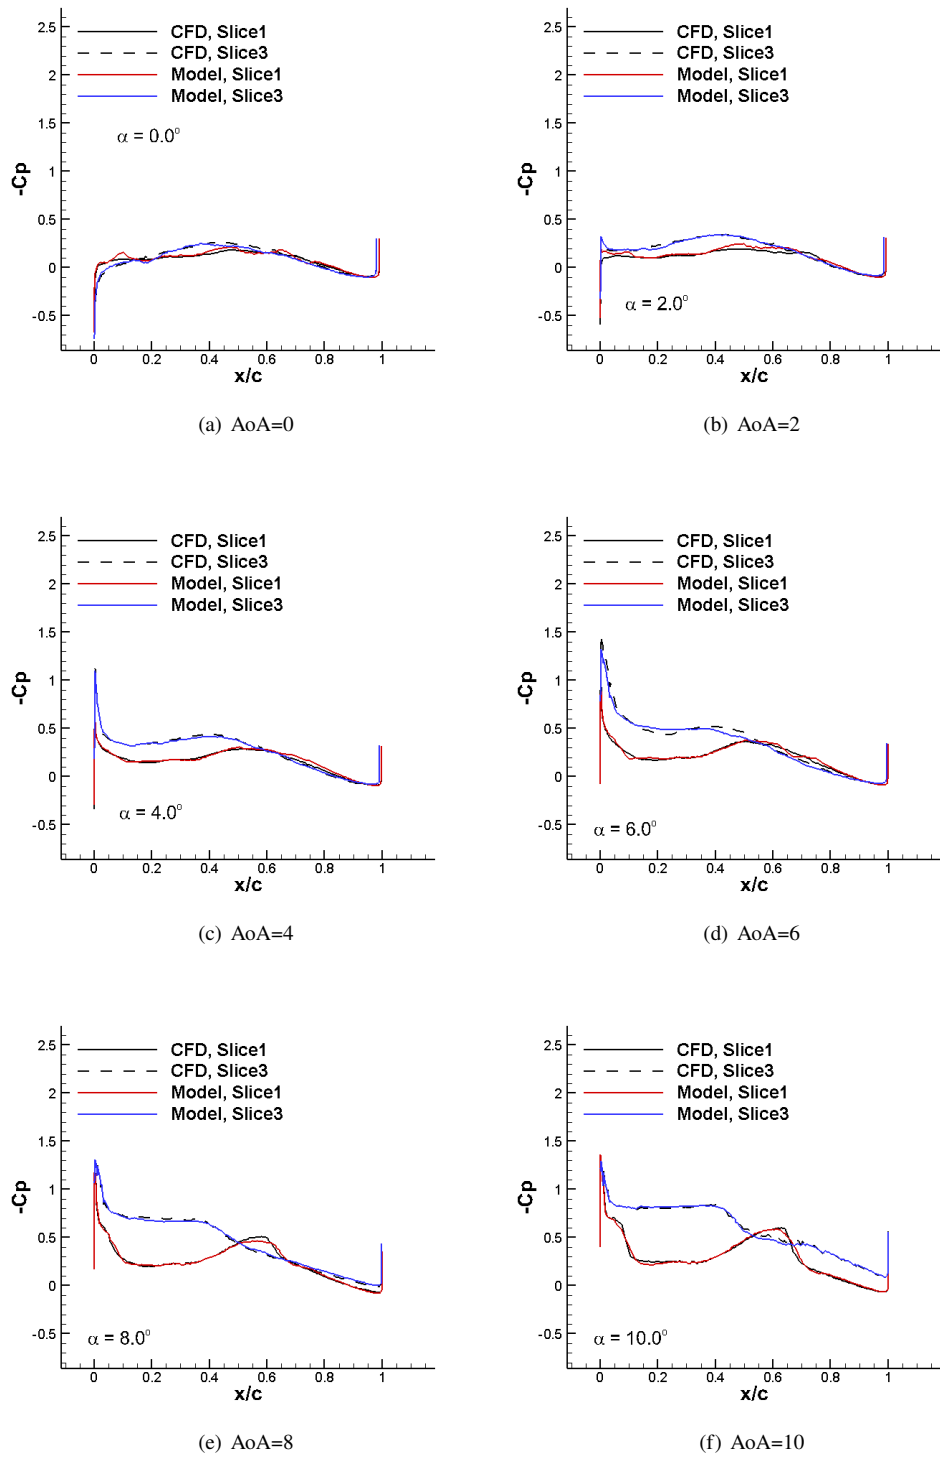 2.5
2
1.5
1
0.5
0
-0.5
-Cp
CFD, Slice1
CFD, Slice3
Model, Slice1
Model, Slice3
α = 0.0°
0 0.2 0.4 0.6 0.8 1
x/c
(a) AoA=0
2.5
2
1.5
1
0.5
0
-0.5
-Cp
CFD, Slice1
CFD, Slice3
Model, Slice1
Model, Slice3
α = 2.0°
0 0.2 0.4 0.6 0.8 1
x/c
(b) AoA=2
2.5
2
1.5
1
0.5
0
-0.5
-Cp
CFD, Slice1
CFD, Slice3
Model, Slice1
Model, Slice3
α = 4.0°
0 0.2 0.4 0.6 0.8 1
x/c
(c) AoA=4
2.5
2
1.5
1
0.5
0
-0.5
-Cp
CFD, Slice1
CFD, Slice3
Model, Slice1
Model, Slice3
α = 6.0°
0 0.2 0.4 0.6 0.8 1
x/c
(d) AoA=6
2.5
2
1.5
1
0.5
0
-0.5
-Cp
CFD, Slice1
CFD, Slice3
Model, Slice1
Model, Slice3
α = 8.0°
0 0.2 0.4 0.6 0.8 1
x/c
(e) AoA=8
2.5
2
1.5
1
0.5
0
-0.5
-Cp
CFD, Slice1
CFD, Slice3
Model, Slice1
Model, Slice3
α = 10.0°
0 0.2 0.4 0.6 0.8 1
x/c
(f) AoA=10